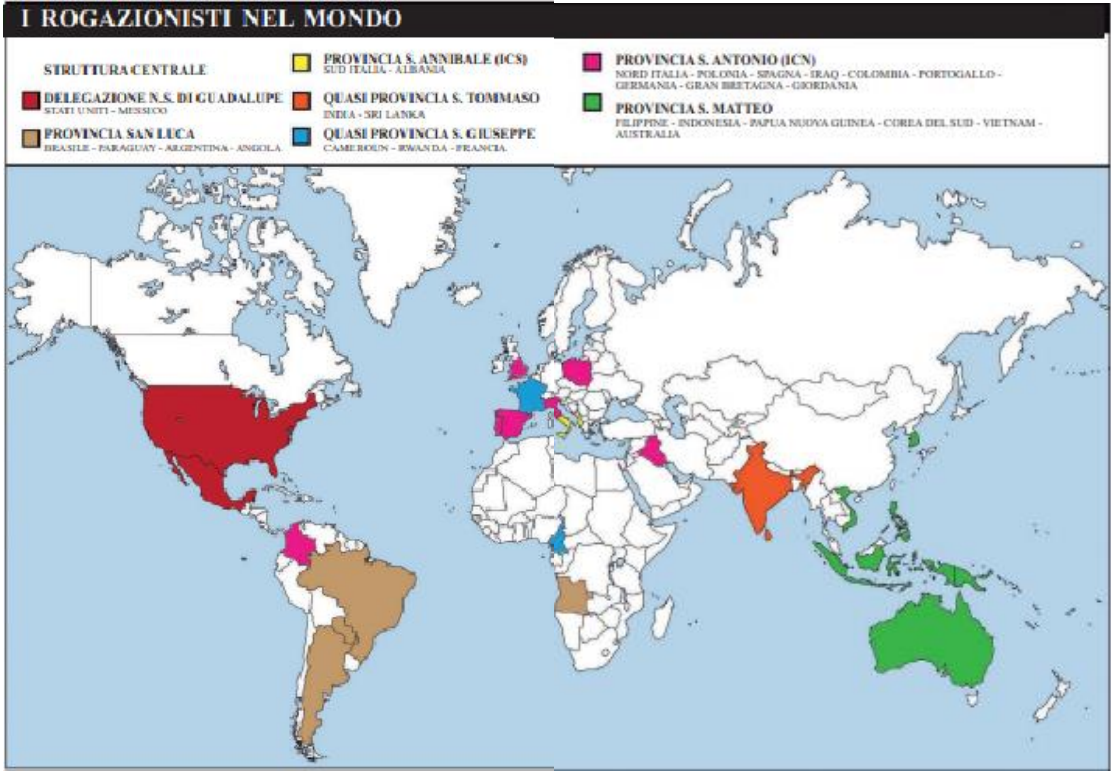 I ROGAZIONISTI NEL MONDO
STRUTTURA CENTRALE
DELEGAZIONE N.S. DI GUADALUPE
STATI UNITI - MESSICO
PROVINCIA SAN LUCA
BRASILE - PARAGUAY - ARGENTINA - ANGOLA
PROVINCIA S. ANNIBALE (ICS)
SUD ITALIA - ALBANIA
QUASI PROVINCIA S. TOMMASO
INDIA - SRI LANKA
QUASI PROVINCIA S. GIUSEPPE
CAMEROUN - RWANDA - FRANCIA
PROVINCIA S. ANTONIO (ICN)
NORD ITALIA - POLONIA - SPAGNA - IRAQ - COLOMBIA - PORTOGALLO -
GERMANIA - GRAN BRETAGNA - GIORDANIA
PROVINCIA S. MATTEO
FILIPPINE - INDONESIA - PAPUA NUOVA GUINEA - COREA DEL SUD - VIETNAM -
AUSTRALIA